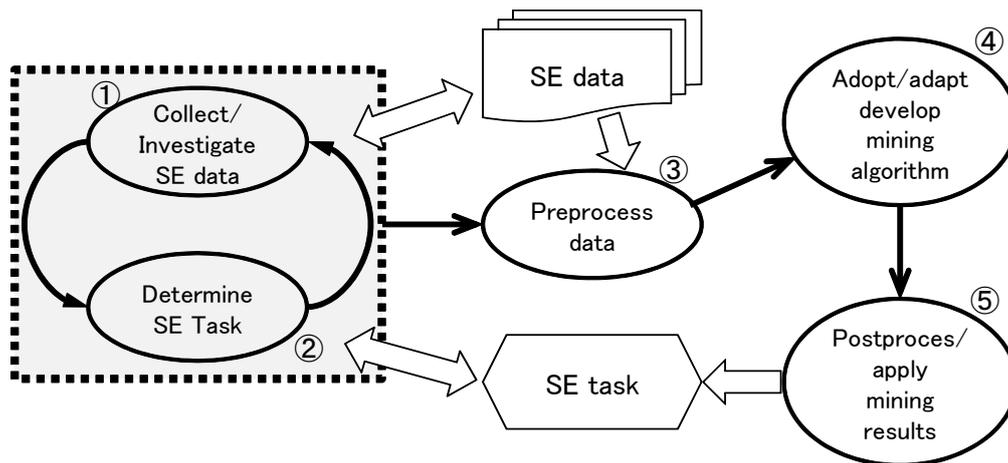 ①
Collect/
Investigate
SE data
Determine
SE Task
②
SE data
③
Preprocess
data
④
Adopt/adapt
develop
mining
algorithm
⑤
Postproces/
apply
mining
results
SE task